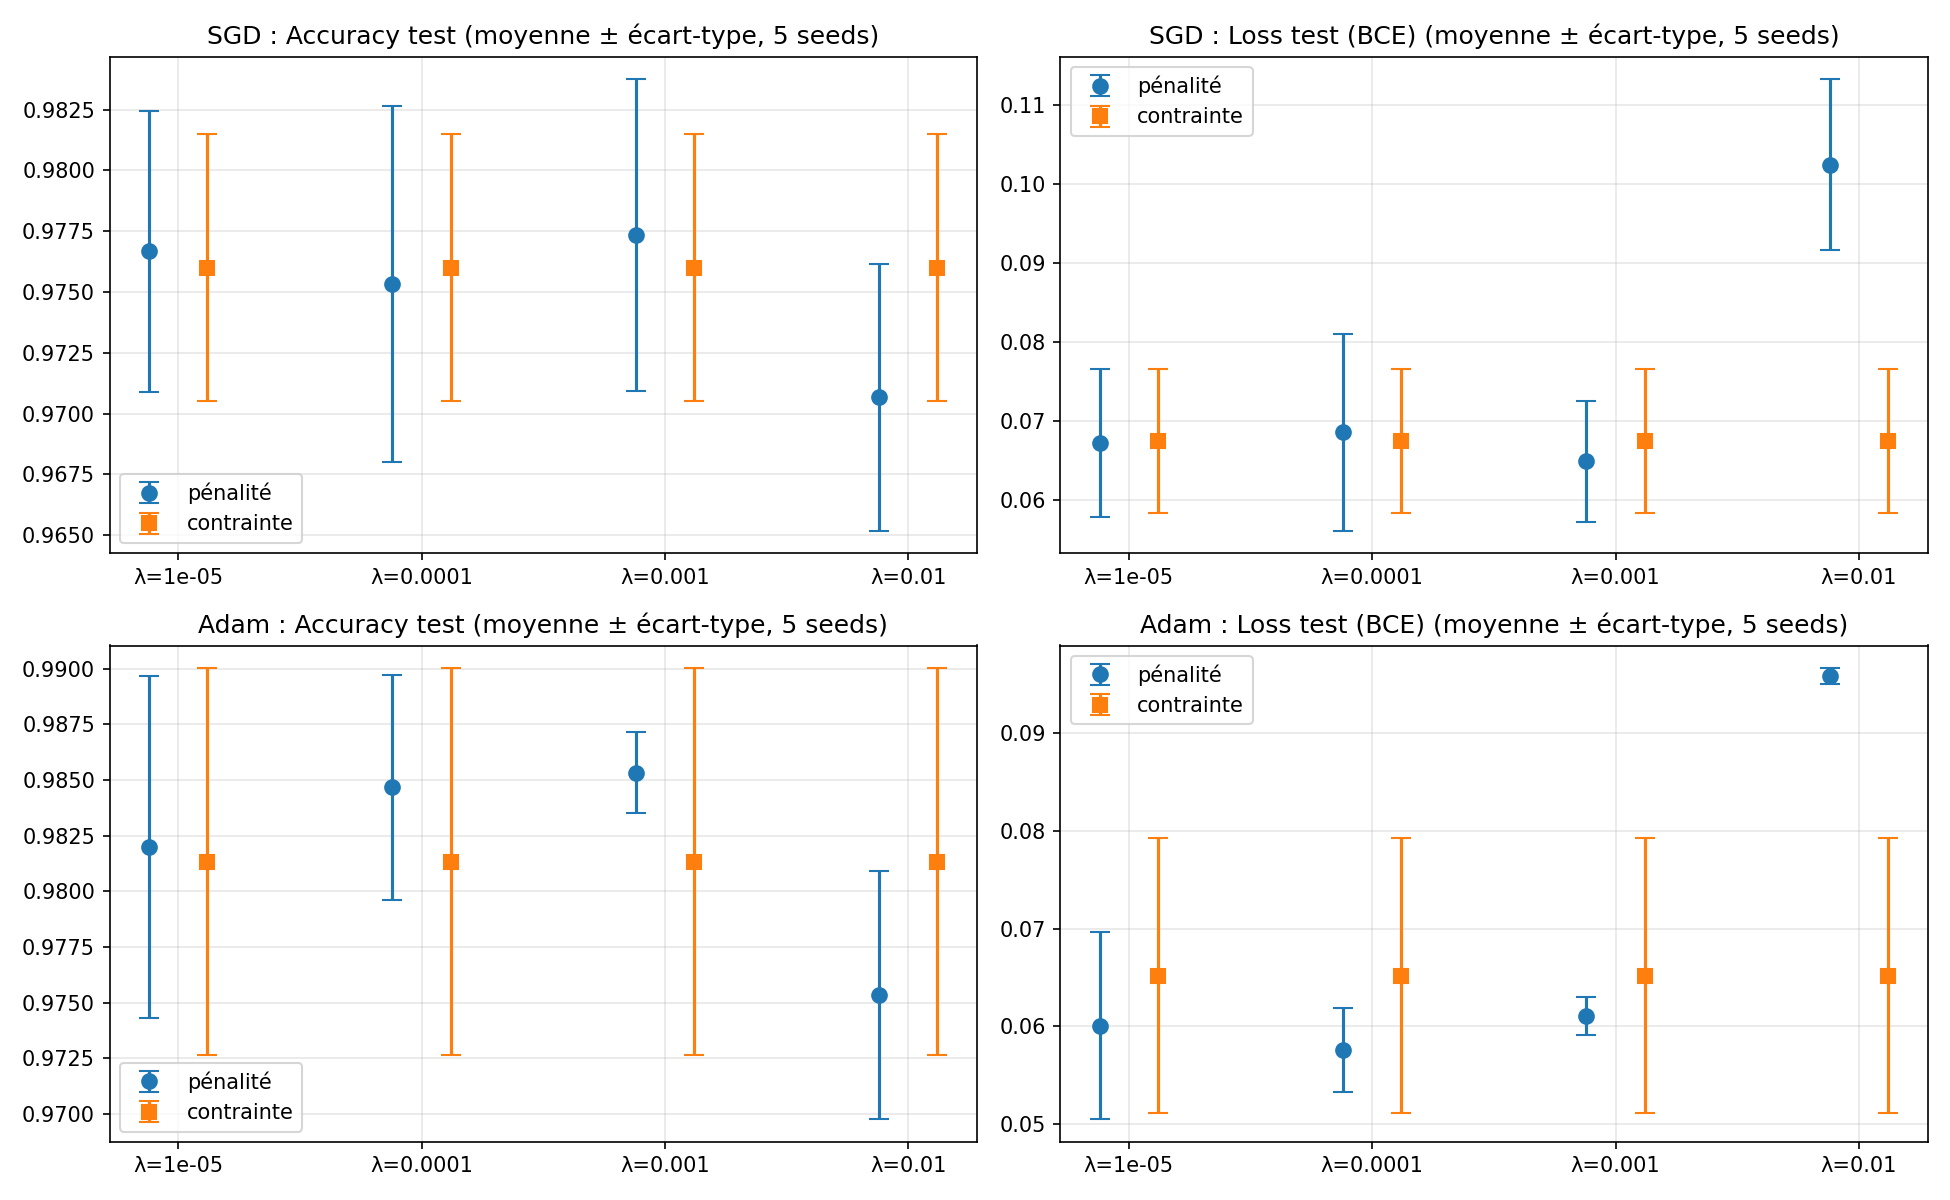 SGD : Accuracy test (moyenne ± écart-type, 5 seeds)
0.9825
0.9800
0.9775
0.9750
0.9725
0.9700
0.9675
0.9650
pénalité
contrainte
λ=1e-05 λ=0.0001 λ=0.001 λ=0.01
SGD : Loss test (BCE) (moyenne ± écart-type, 5 seeds)
pénalité
contrainte
0.11
0.10
0.09
0.08
0.07
0.06
λ=1e-05 λ=0.0001 λ=0.001 λ=0.01
Adam : Accuracy test (moyenne ± écart-type, 5 seeds)
0.9900
0.9875
0.9850
0.9825
0.9800
0.9775
0.9750
0.9725
0.9700
pénalité
contrainte
λ=1e-05 λ=0.0001 λ=0.001 λ=0.01
Adam : Loss test (BCE) (moyenne ± écart-type, 5 seeds)
pénalité
contrainte
0.09
0.08
0.07
0.06
0.05
λ=1e-05 λ=0.0001 λ=0.001 λ=0.01